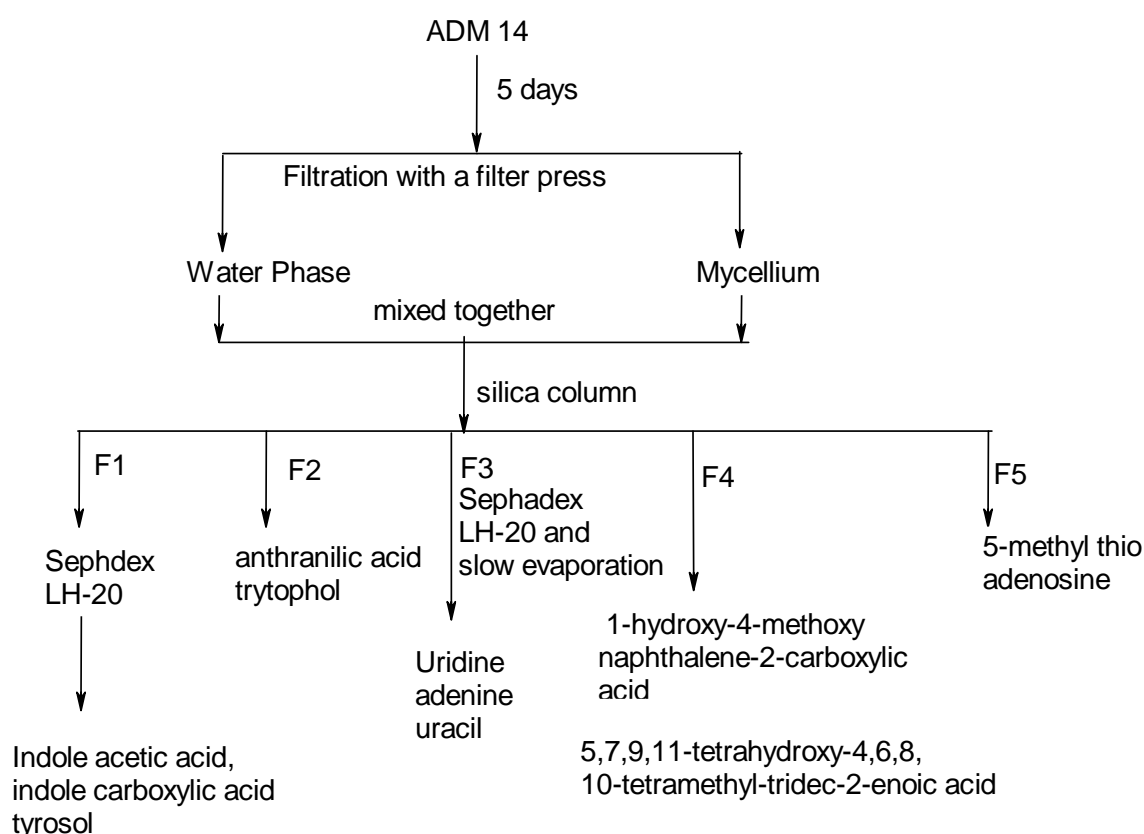 ADM 14
5 days
Filtration with a filter press
Water Phase
Mycellium
mixed together
silica column
F1
Sephdex
LH-20
Indole acetic acid,
indole carboxylic acid
tyrosol
F2
anthranilic acid
trytophol
F3
Sephadex
LH-20 and
slow evaporation
Uridine
adenine
uracil
F4
1-hydroxy-4-methoxy
naphthalene-2-carboxylic
acid
5,7,9,11-tetrahydroxy-4,6,8,
10-tetramethyl-tridec-2-enoic acid
F5
5-methyl thio
adenosine